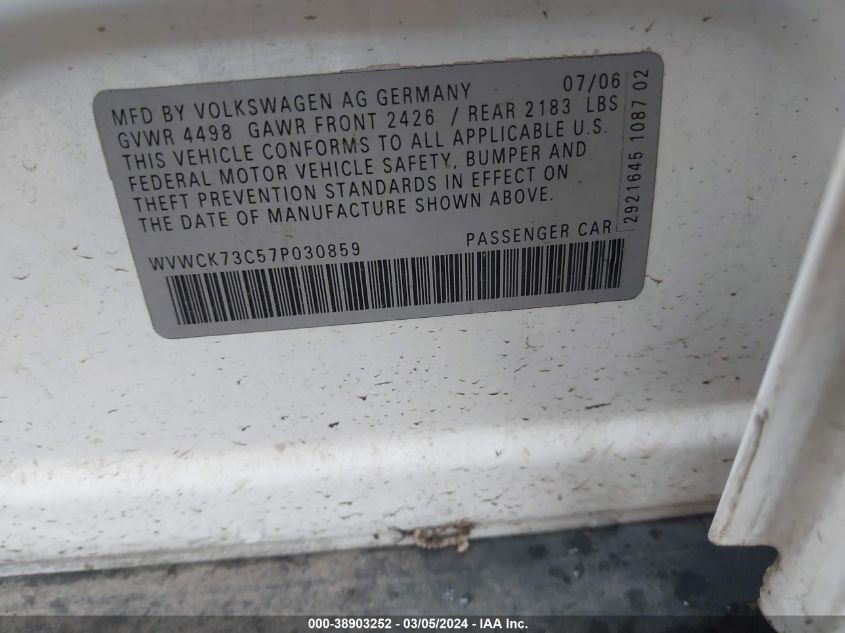 MFD BY VOLKSWAGEN AG GERMANY 07/06
GVWR 4498 GAWR FRONT 2426 / REAR 2183 LBS
THIS VEHICLE CONFORMS TO ALL APPLICABLE U.S.
FEDERAL MOTOR VEHICLE SAFETY, BUMPER AND
THEFT PREVENTION STANDARDS IN EFFECT ON
THE DATE OF MANUFACTURE SHOWN ABOVE.
WVWCK73C57P030859 PASSENGER CAR
2921645 1087 02
000-38903252 - 03/05/2024 - IAA Inc.